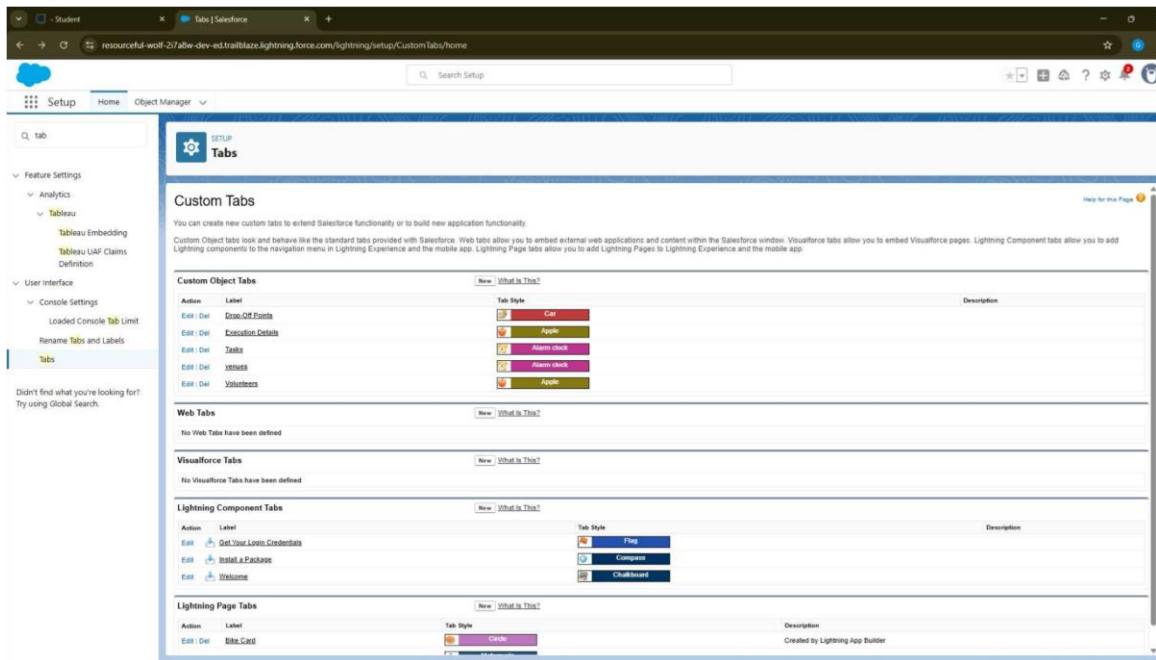 - Student
Tabs | Salesforce
resourceful-wolf-2i7a8w-dev-ed.trailblaze.lightning.force.com/lightning/setup/CustomTabs/home
Search Setup
Setup Home Object Manager
tab
SETUP
Tabs
Feature Settings
Analytics
Tableau
Tableau Embedding
Tableau UAF Claims
Definition
User Interface
Console Settings
Loaded Console Tab Limit
Rename Tabs and Labels
Tabs
Didn't find what you're looking for?
Try using Global Search.
Custom Tabs
Help for this Page
You can create new custom tabs to extend Salesforce functionality or to build new application functionality.
Custom Object tabs look and behave like the standard tabs provided with Salesforce. Web tabs allow you to embed external web applications and content within the Salesforce window. Visualforce tabs allow you to embed Visualforce pages. Lightning Component tabs allow you to add
Lightning components to the navigation menu in Lightning Experience and the mobile app. Lightning Page tabs allow you to add Lightning Pages to Lightning Experience and the mobile app.
Custom Object Tabs New What Is This?
Action Label Tab Style Description
Edit | Del Drop-Off Points Car
Edit | Del Execution Details Apple
Edit | Del Tasks Alarm clock
Edit | Del venues Alarm clock
Edit | Del Volunteers Apple
Web Tabs New What Is This?
No Web Tabs have been defined
Visualforce Tabs New What Is This?
No Visualforce Tabs have been defined
Lightning Component Tabs New What Is This?
Action Label Tab Style Description
Edit Get Your Login Credentials Flag
Edit Install a Package Compass
Edit Welcome Chalkboard
Lightning Page Tabs New What Is This?
Action Label Tab Style Description
Edit | Del Bike Card Circle Created by Lightning App Builder